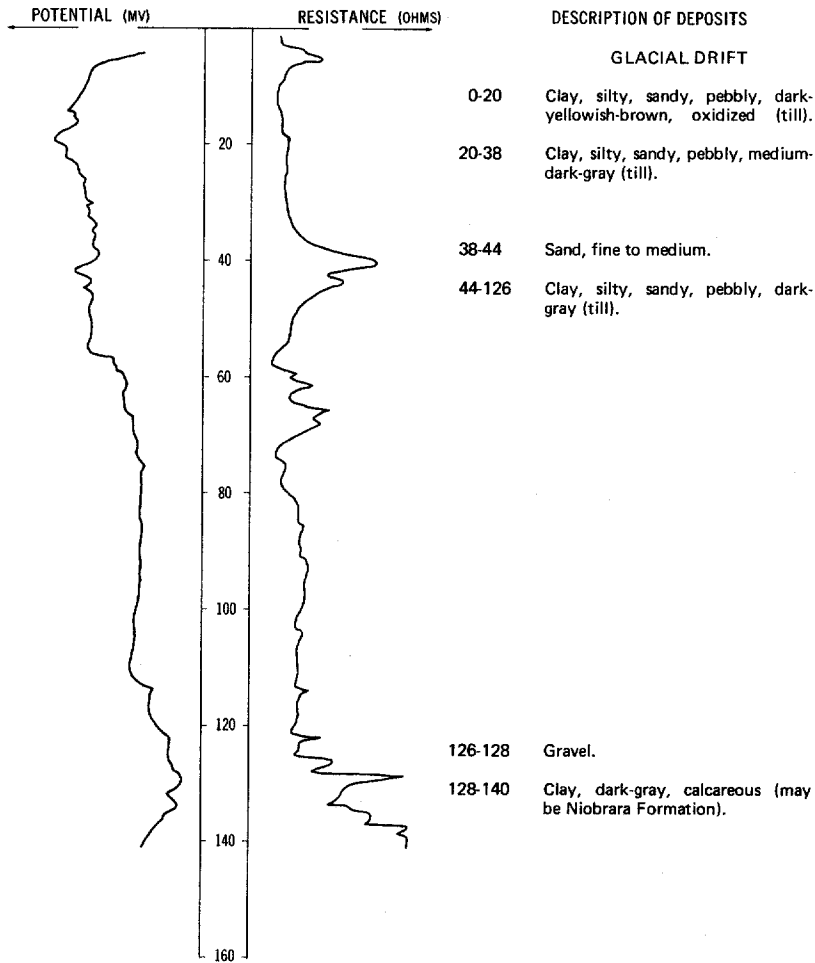 POTENTIAL (MV) RESISTANCE (OHMS) DESCRIPTION OF DEPOSITS
GLACIAL DRIFT
0-20 Clay, silty, sandy, pebbly, dark-
yellowish-brown, oxidized (till).
20
20-38 Clay, silty, sandy, pebbly, medium-
dark-gray (till).
38-44 Sand, fine to medium.
40
44-126 Clay, silty, sandy, pebbly, dark-
gray (till).
60
80
100
120
126-128 Gravel.
128-140 Clay, dark-gray, calcareous (may
be Niobrara Formation).
140
160